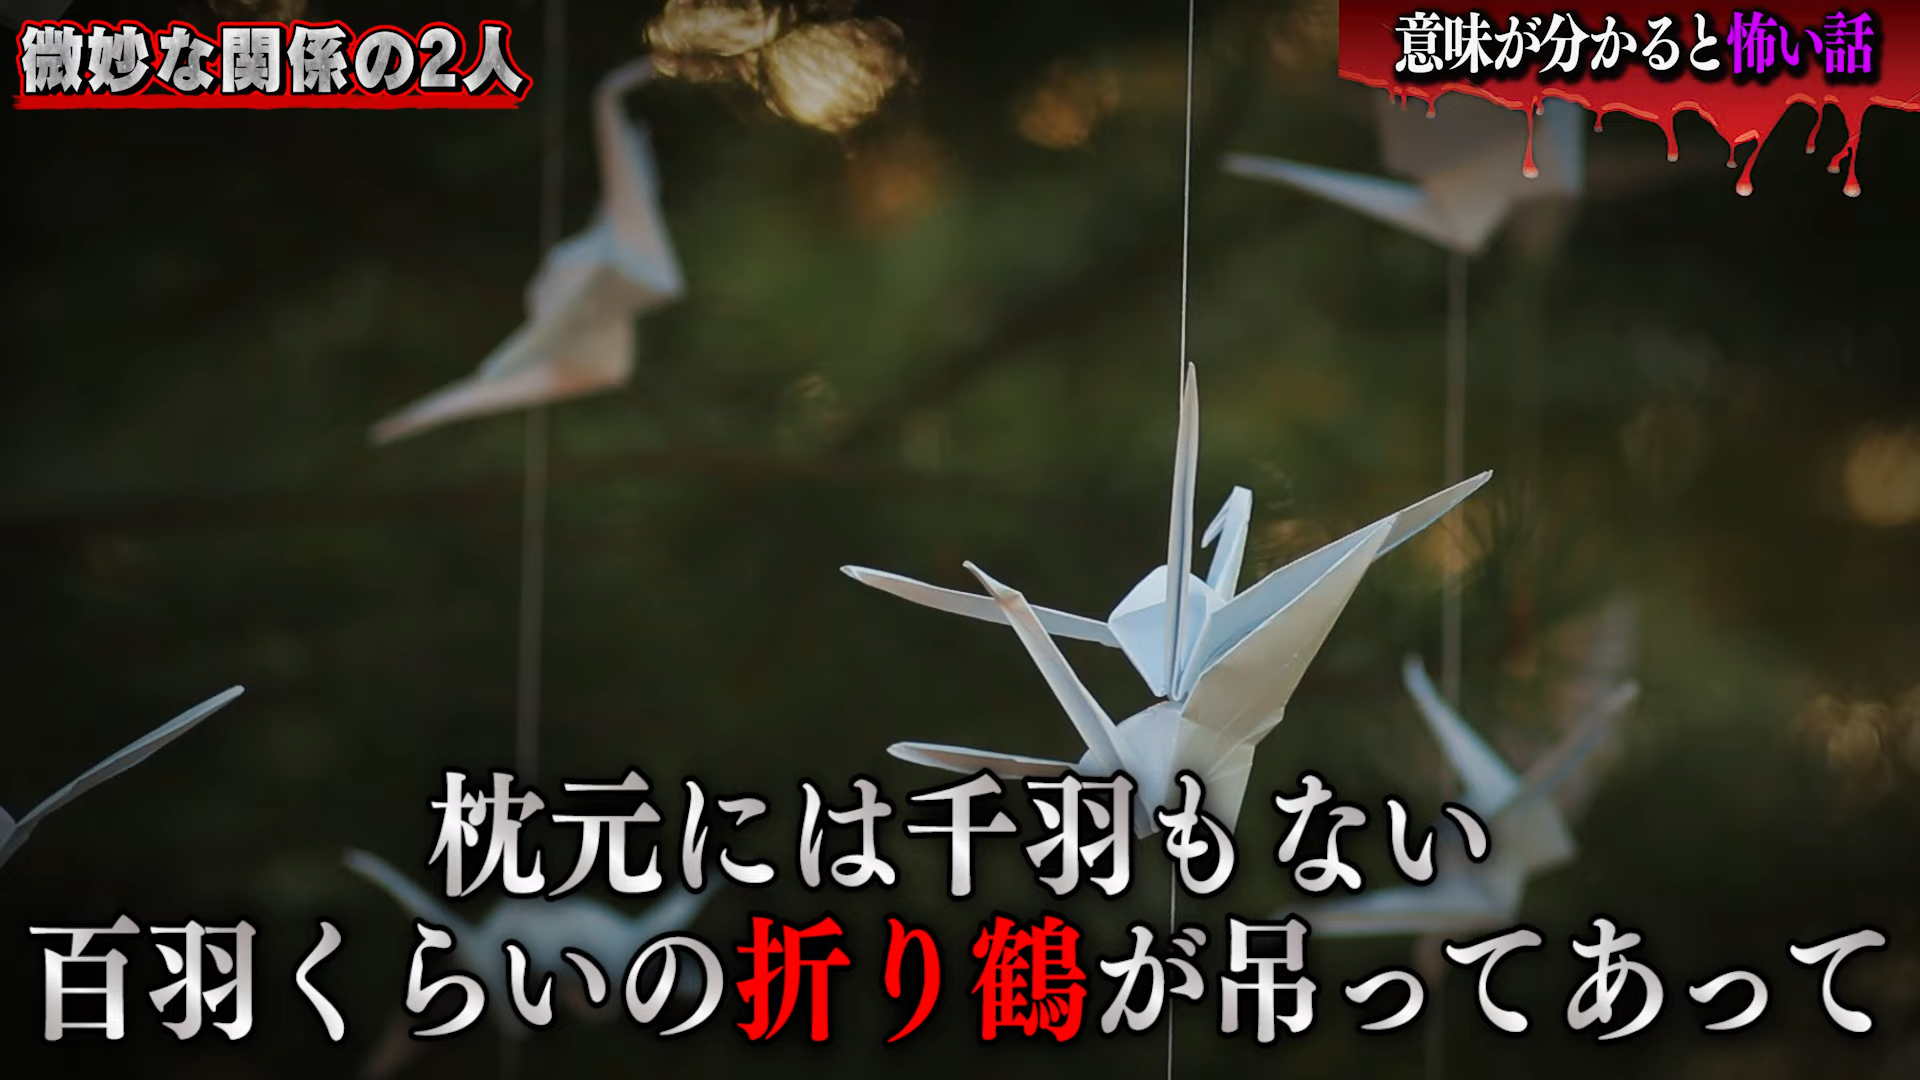 微妙な関係の2人
意味が分かると怖い話
枕元には千羽もない
百羽くらいの折り鶴が吊ってあって